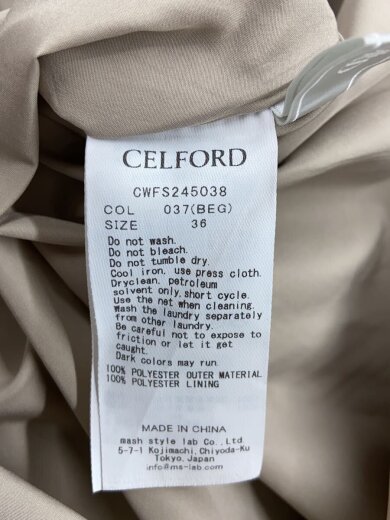 CELFORD
CWFS245038
COL 037(BEG)
SIZE 36
Do not wash.
Do not bleach.
Do not tumble dry.
Cool iron, use press cloth.
Dryclean, petroleum
solvent only,short cycle.
Use the net when cleaning.
Wash the laundry separately
from other laundry.
Be careful not to expose to
friction or let it get
caught.
Dark colors may run.
100% POLYESTER OUTER MATERIAL
100% POLYESTER LINING
MADE IN CHINA
mash style lab Co., Ltd.
5-7-1 Kojimachi, Chiyoda-Ku
Tokyo, Japan
info@ms-lab.com